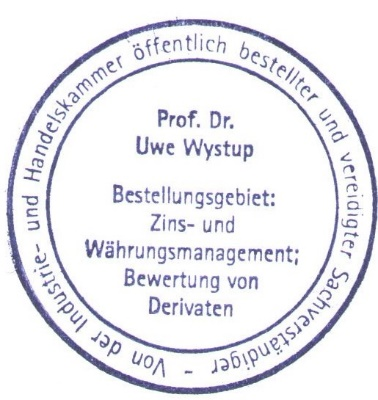 Von der Industrie- und Handelskammer öffentlich bestellter und vereidigter Sachverständiger -
Prof. Dr.
Uwe Wystup
Bestellungsgebiet:
Zins- und
Währungsmanagement;
Bewertung von
Derivaten